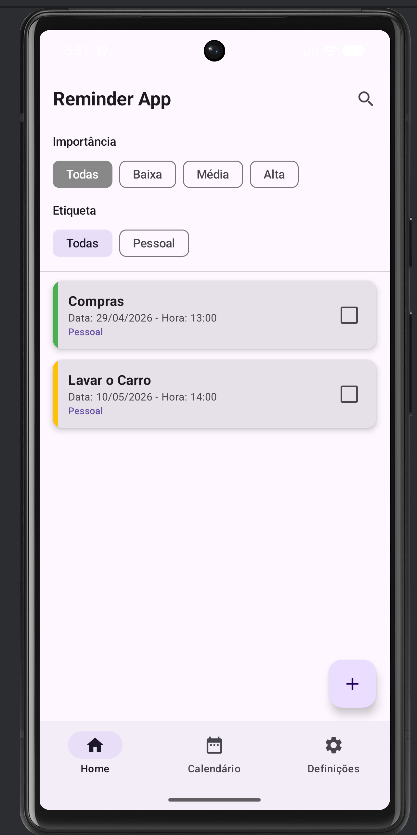 Reminder App
Importância
Todas Baixa Média Alta
Etiqueta
Todas Pessoal
Compras
Data: 29/04/2026 - Hora: 13:00
Pessoal
Lavar o Carro
Data: 10/05/2026 - Hora: 14:00
Pessoal
+
Home Calendário Definições